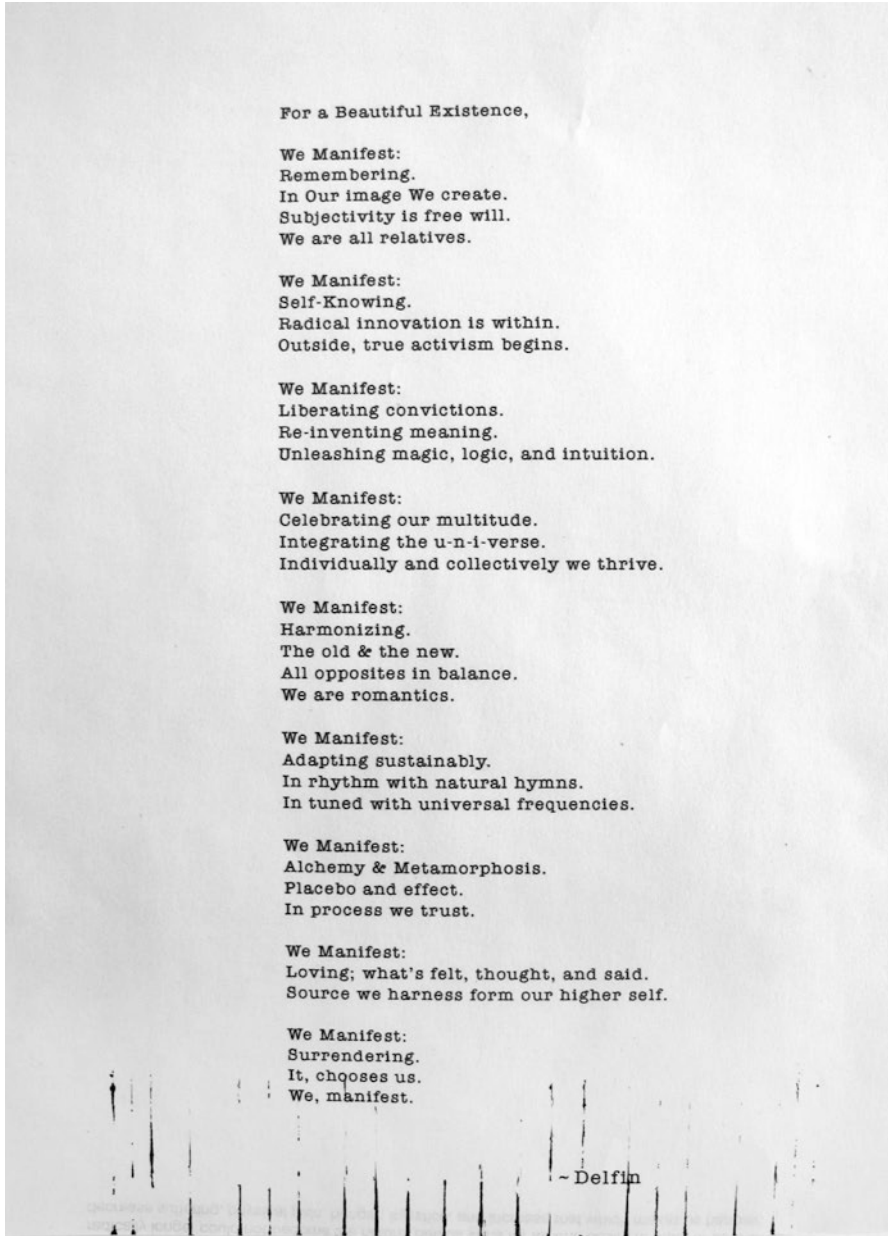 For a Beautiful Existence,
We Manifest:
Remembering.
In Our image We create.
Subjectivity is free will.
We are all relatives.
We Manifest:
Self-Knowing.
Radical innovation is within.
Outside, true activism begins.
We Manifest:
Liberating convictions.
Re-inventing meaning.
Unleashing magic, logic, and intuition.
We Manifest:
Celebrating our multitude.
Integrating the u-n-i-verse.
Individually and collectively we thrive.
We Manifest:
Harmonizing.
The old & the new.
All opposites in balance.
We are romantics.
We Manifest:
Adapting sustainably.
In rhythm with natural hymns.
In tuned with universal frequencies.
We Manifest:
Alchemy & Metamorphosis.
Placebo and effect.
In process we trust.
We Manifest:
Loving; what's felt, thought, and said.
Source we harness form our higher self.
We Manifest:
Surrendering.
It, chooses us.
We, manifest.
~ Delfin